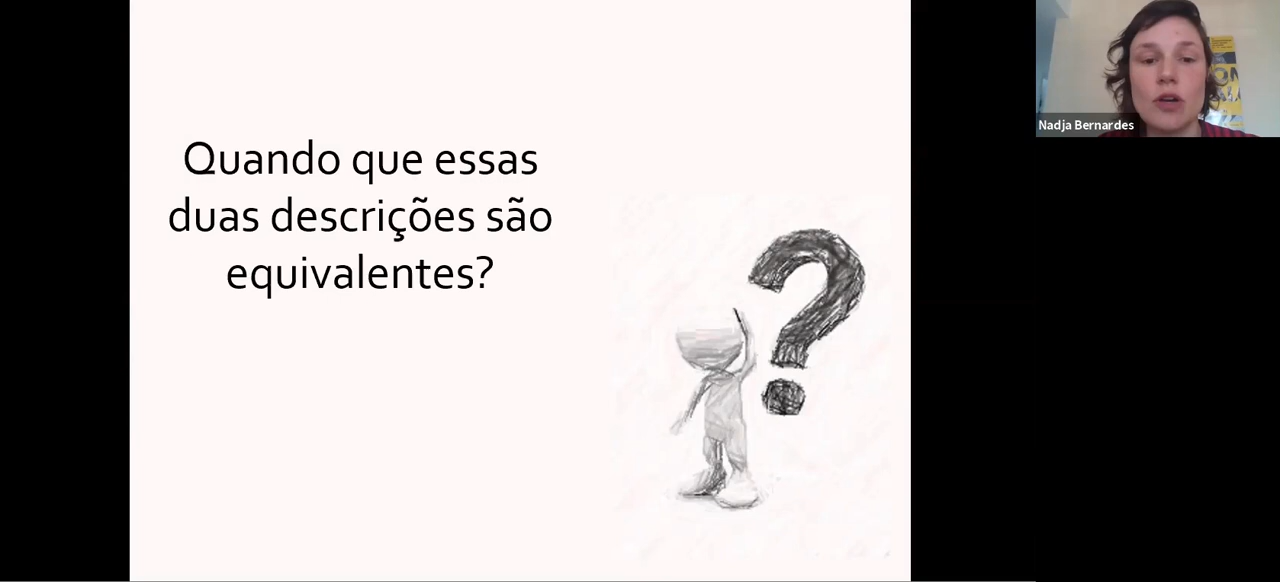 Quando que essas
duas descrições são
equivalentes?
Nadja Bernardes